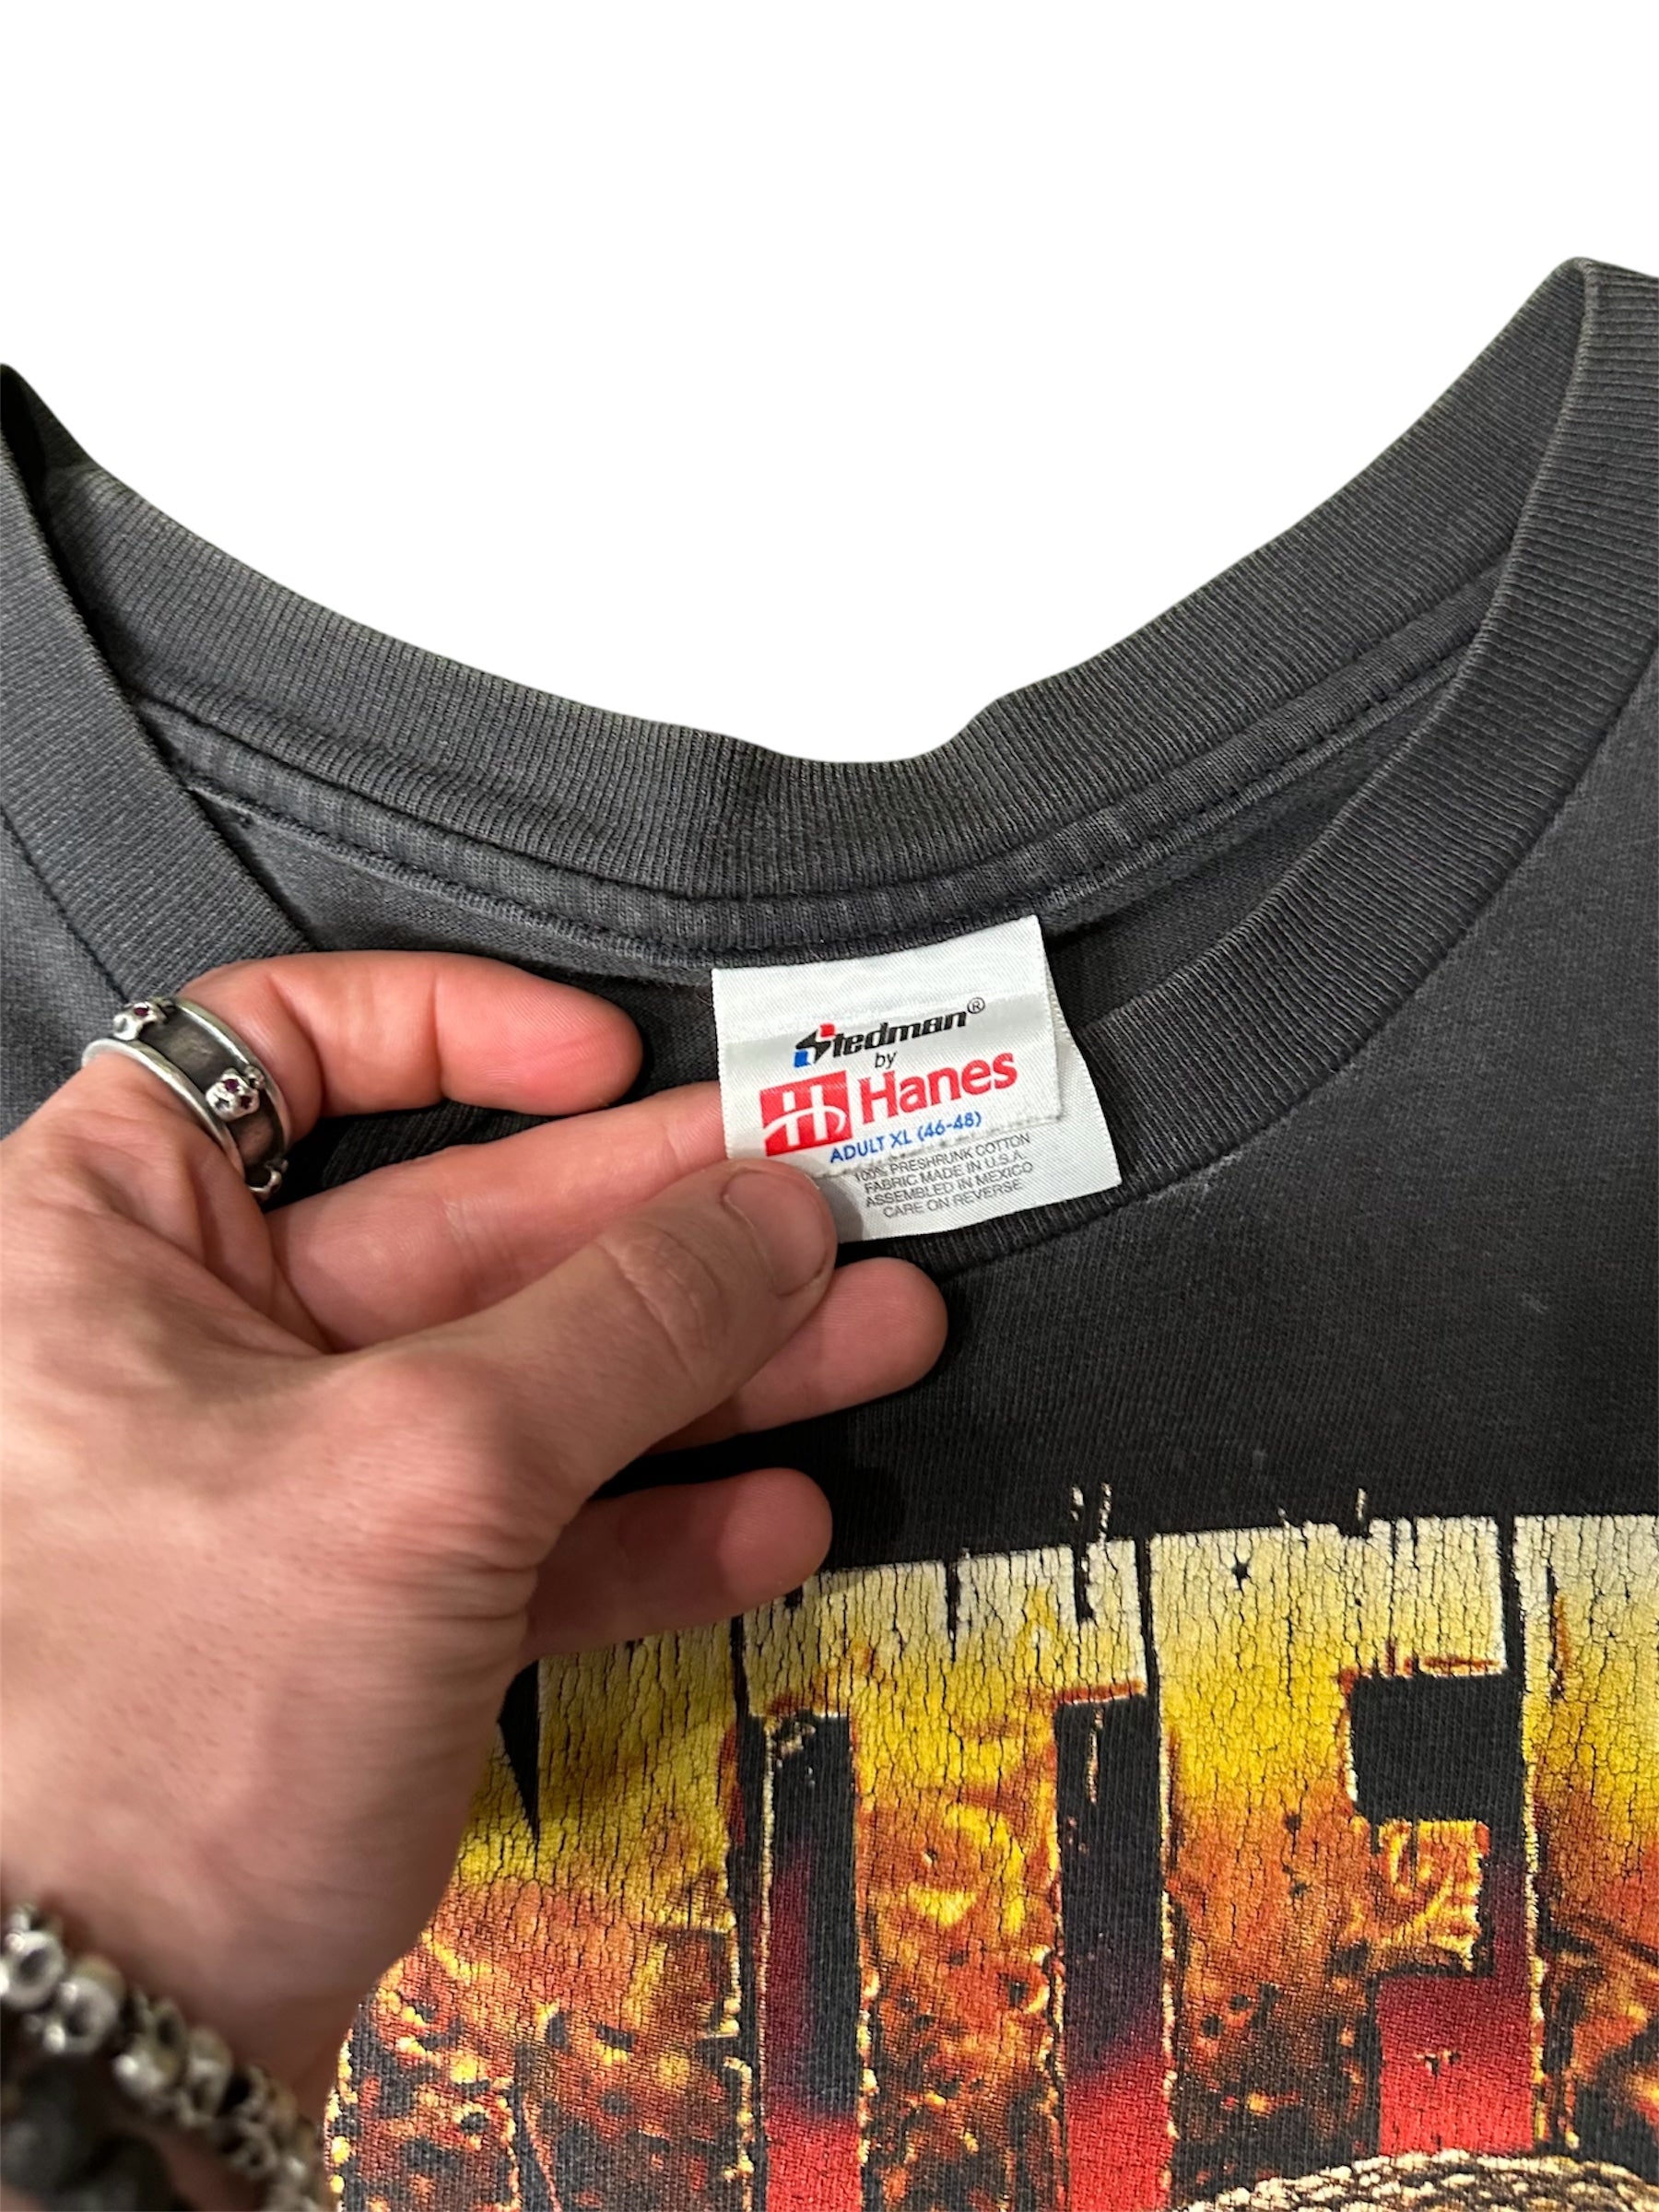 Stedman®
by
Hanes
ADULT XL (46-48)
100% PRESHRUNK COTTON
FABRIC MADE IN U.S.A.
ASSEMBLED IN MEXICO
CARE ON REVERSE